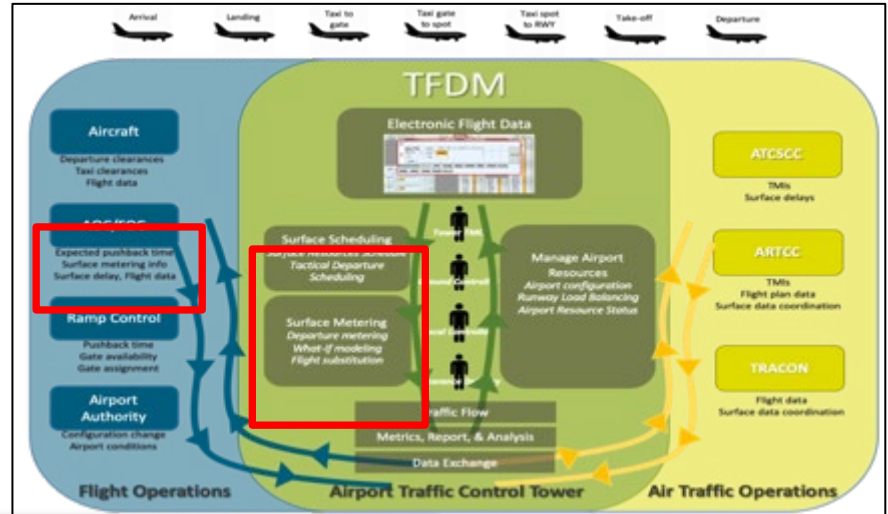 Arrival
Landing
Taxi to
gate
Taxi gate
to spot
Taxi spot
to RWY
Take-off
Departure
TFDM
Electronic Flight Data
Aircraft
Departure clearances
Taxi clearances
Flight data
Expected pushback time
Surface metering info
Surface delay, Flight data
Ramp Control
Pushback time
Gate availability
Gate assignment
Airport
Authority
Configuration change
Airport conditions
Surface Scheduling
Surface Resources Schedule
Tactical Departure
Scheduling
Surface Metering
Departure metering
What-If modeling
Flight substitution
Tower TMC
Manage Airport
Resources
Airport configuration
Runway Load Balancing
Airport Resource Status
Traffic Flow
Metrics, Report, & Analysis
Data Exchange
ATCSCC
TMIs
Surface delays
ARTCC
TMIs
Flight plan data
Surface data coordination
TRACON
Flight data
Surface data coordination
Flight Operations
Airport Traffic Control Tower
Air Traffic Operations